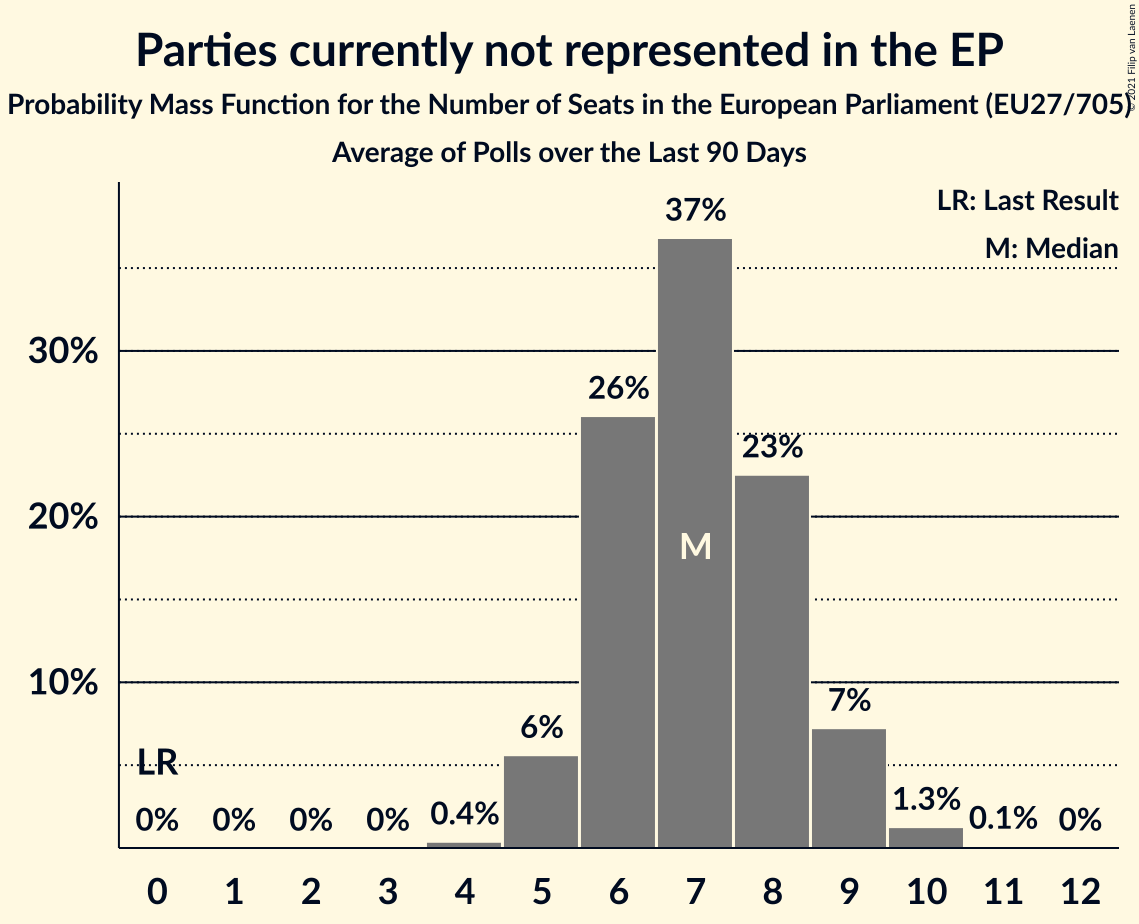 Parties currently not represented in the EP
Probability Mass Function for the Number of Seats in the European Parliament (EU27/705)
Average of Polls over the Last 90 Days
© 2021 Filip van Laenen
LR: Last Result
M: Median
37%
30%
26%
23%
20%
M
10%
7%
6%
LR
0% 0% 0% 0% 0.4% 1.3% 0.1% 0%
0 1 2 3 4 5 6 7 8 9 10 11 12